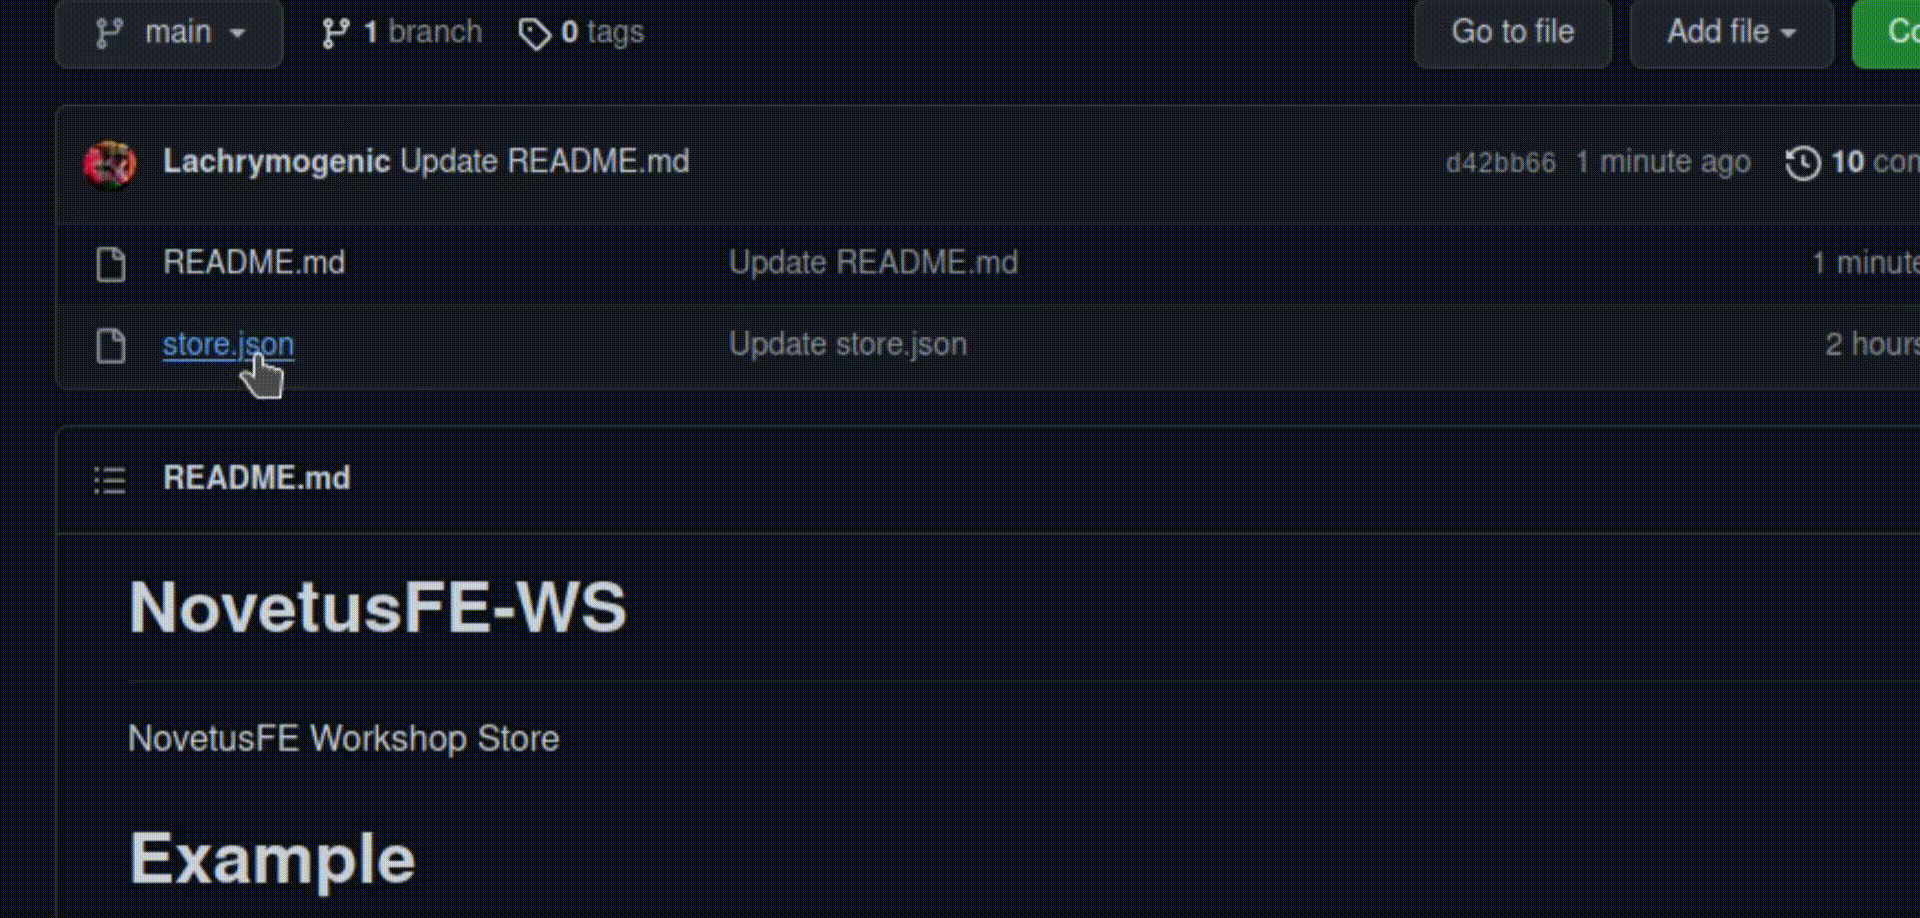 main 1 branch 0 tags Go to file Add file
Lachrymogenic Update README.md d42bb66 1 minute ago 10
README.md Update README.md 1 minute
store.json Update store.json 2 hours
README.md
NovetusFE-WS
NovetusFE Workshop Store
Example